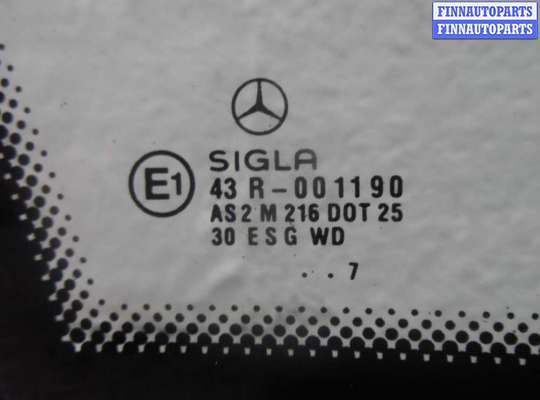 FINNAUTOPARTS
FINNAUTOPARTS
SIGLA
E1
43 R-001190
AS2 M 216 DOT 25
30 ESG WD
. . 7